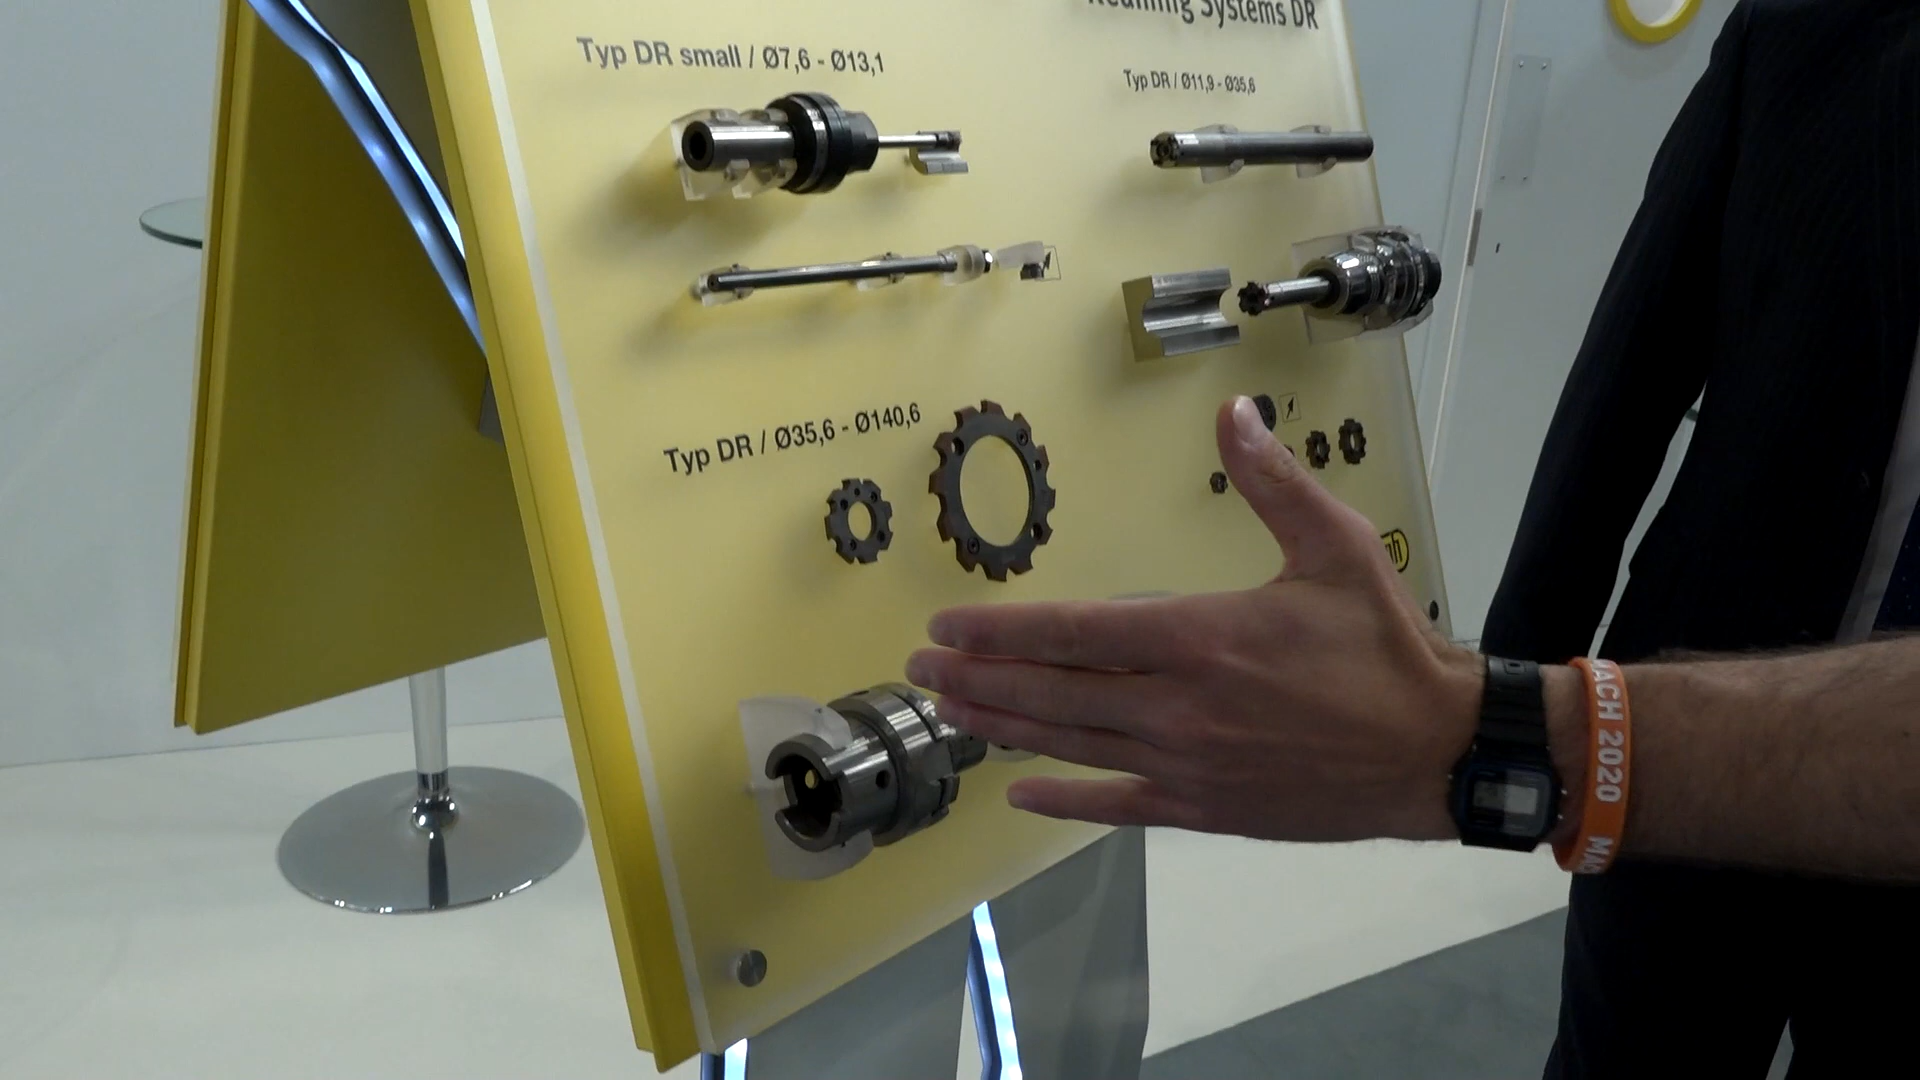 Reaming Systems DR
Typ DR small / Ø7,6 - Ø13,1
Typ DR / Ø11,9 - Ø35,6
Typ DR / Ø35,6 - Ø140,6
MACH 2020